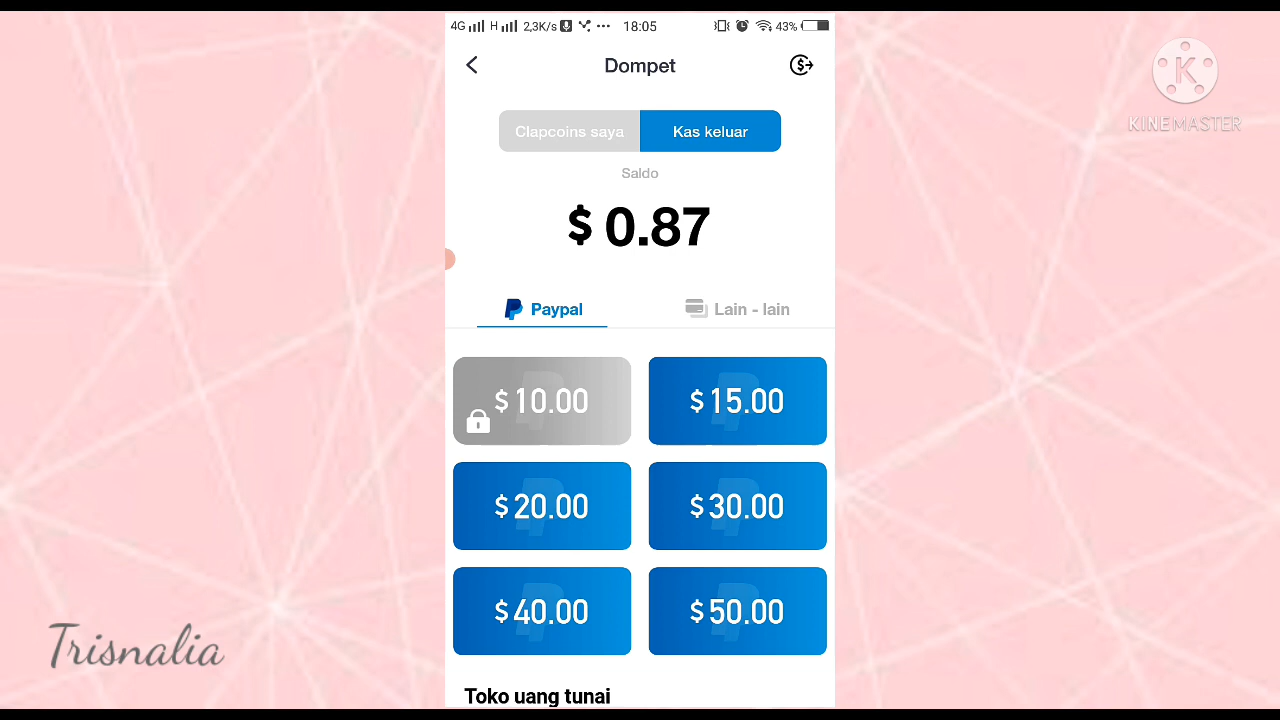 4G H 2,3K/s 18:05 43%
Dompet
KINEMASTER
Clapcoins saya Kas keluar
Saldo
$ 0.87
Paypal Lain - lain
$ 10.00 $ 15.00
$ 20.00 $ 30.00
$ 40.00 $ 50.00
Trisnalia
Toko uang tunai